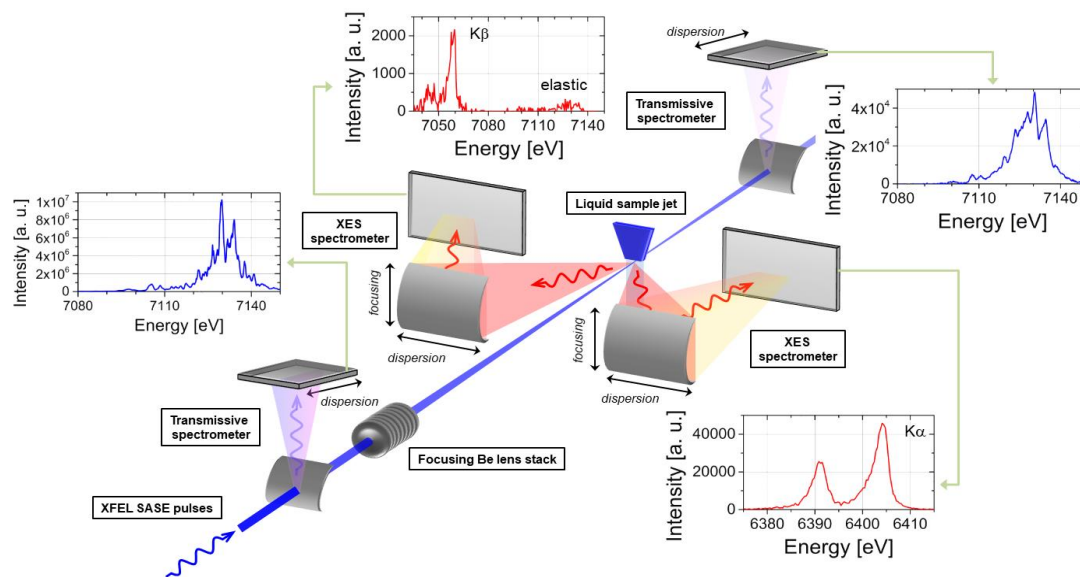 Intensity [a. u.]
2000
1000
0
Kβ
elastic
7050
7080
7110
7140
Energy [eV]
dispersion
Transmissive
spectrometer
Intensity [a. u.]
4x10⁴
2x10⁴
0
7080
7110
7140
Energy [eV]
Liquid sample jet
XES
spectrometer
Intensity [a. u.]
1x10⁷
8x10⁶
6x10⁶
4x10⁶
2x10⁶
0
7080
7110
7140
Energy [eV]
focusing
dispersion
focusing
dispersion
XES
spectrometer
dispersion
Transmissive
spectrometer
Focusing Be lens stack
XFEL SASE pulses
Intensity [a. u.]
40000
20000
0
Kα
6380
6390
6400
6410
Energy [eV]